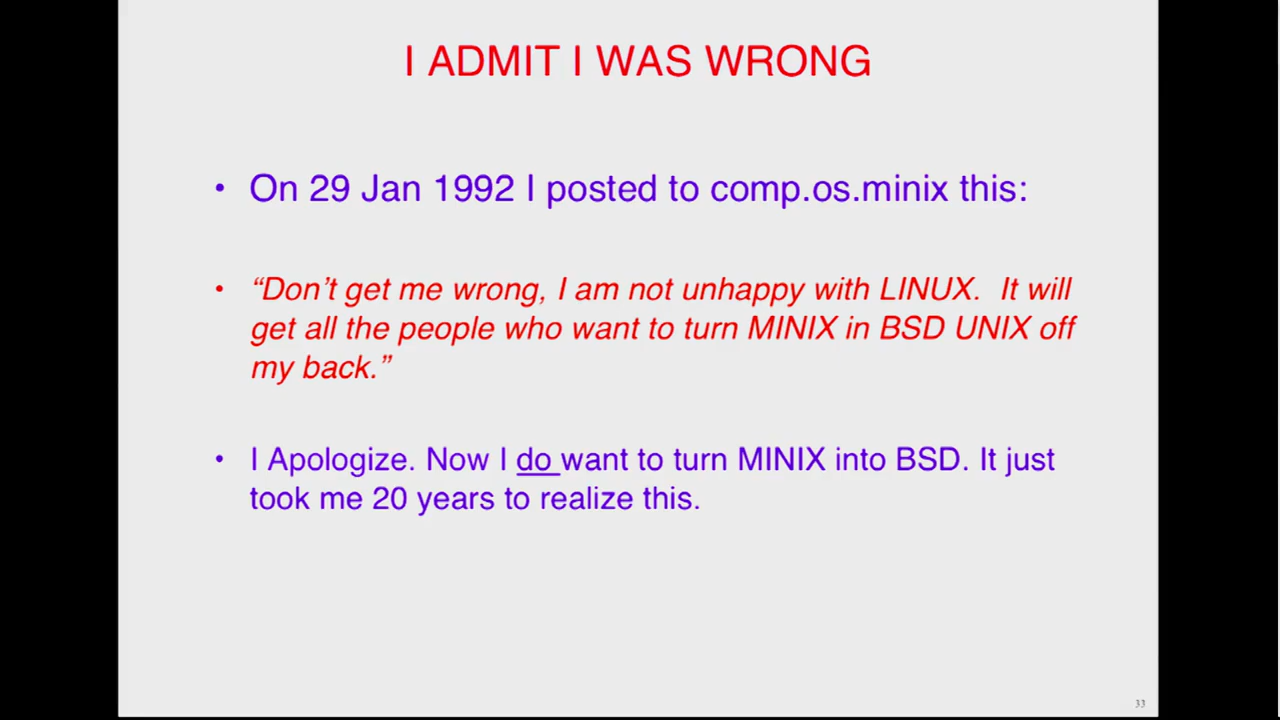 I ADMIT I WAS WRONG
• On 29 Jan 1992 I posted to comp.os.minix this:
• “Don’t get me wrong, I am not unhappy with LINUX. It will
get all the people who want to turn MINIX in BSD UNIX off
my back.”
• I Apologize. Now I do want to turn MINIX into BSD. It just
took me 20 years to realize this.
33